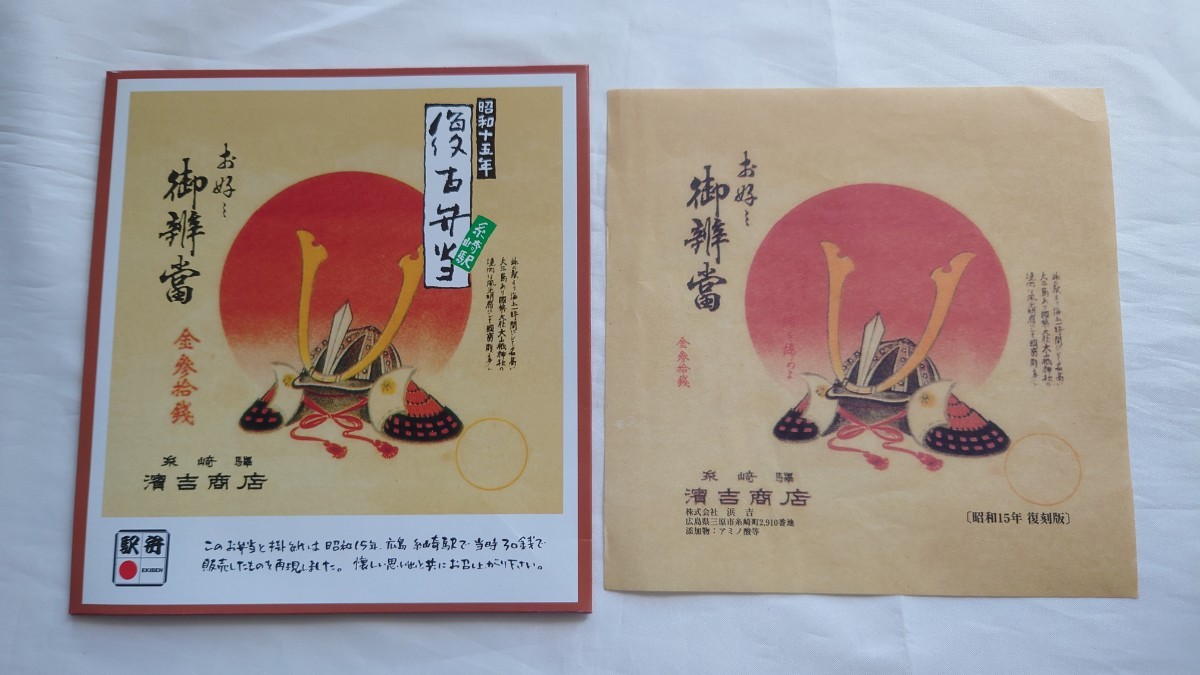 昭和十五年
復古弁当
糸崎駅
お好ミ
御辨當
金參拾錢
糸崎驛
濱吉商店
駅弁
EKIBEN
このお弁当と掛紙は昭和15年、広島 糸崎駅で当時30銭で
販売したものを再現しました。懐しい思い出と共にお召し上がり下さい。
お好ミ
御辨當
金參拾錢
糸崎驛
濱吉商店
株式会社 浜吉
広島県三原市糸崎町2,910番地
添加物：アミノ酸等
〔昭和15年 復刻版〕